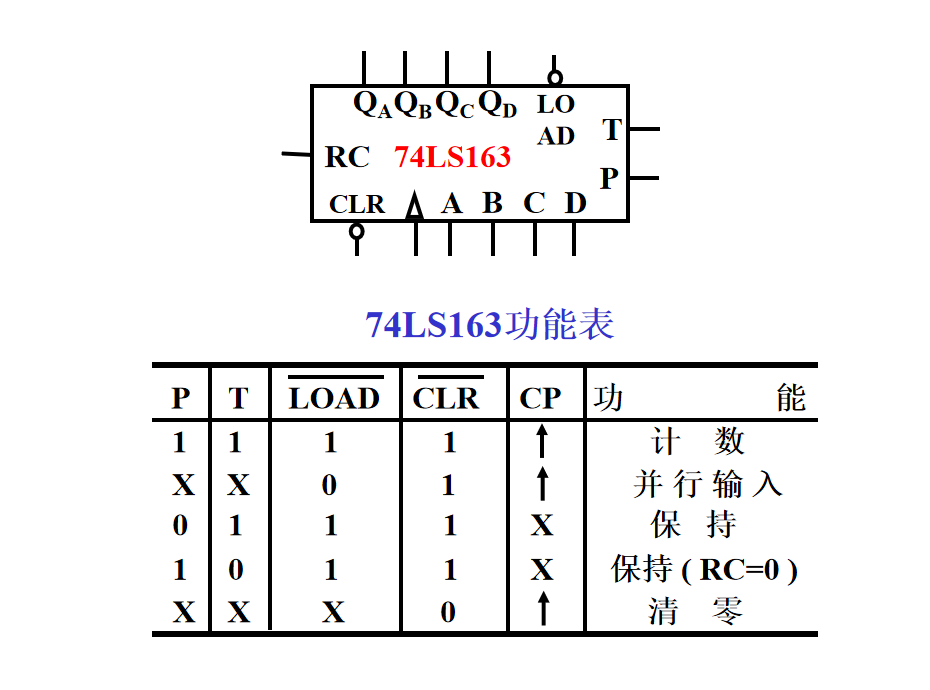 QA QB QC QD LO
AD T
RC 74LS163
P
CLR A B C D
74LS163功能表
P T LOAD CLR CP 功 能
1 1 1 1 ↑ 计 数
X X 0 1 ↑ 并 行 输 入
0 1 1 1 X 保 持
1 0 1 1 X 保持 ( RC=0 )
X X X 0 ↑ 清 零